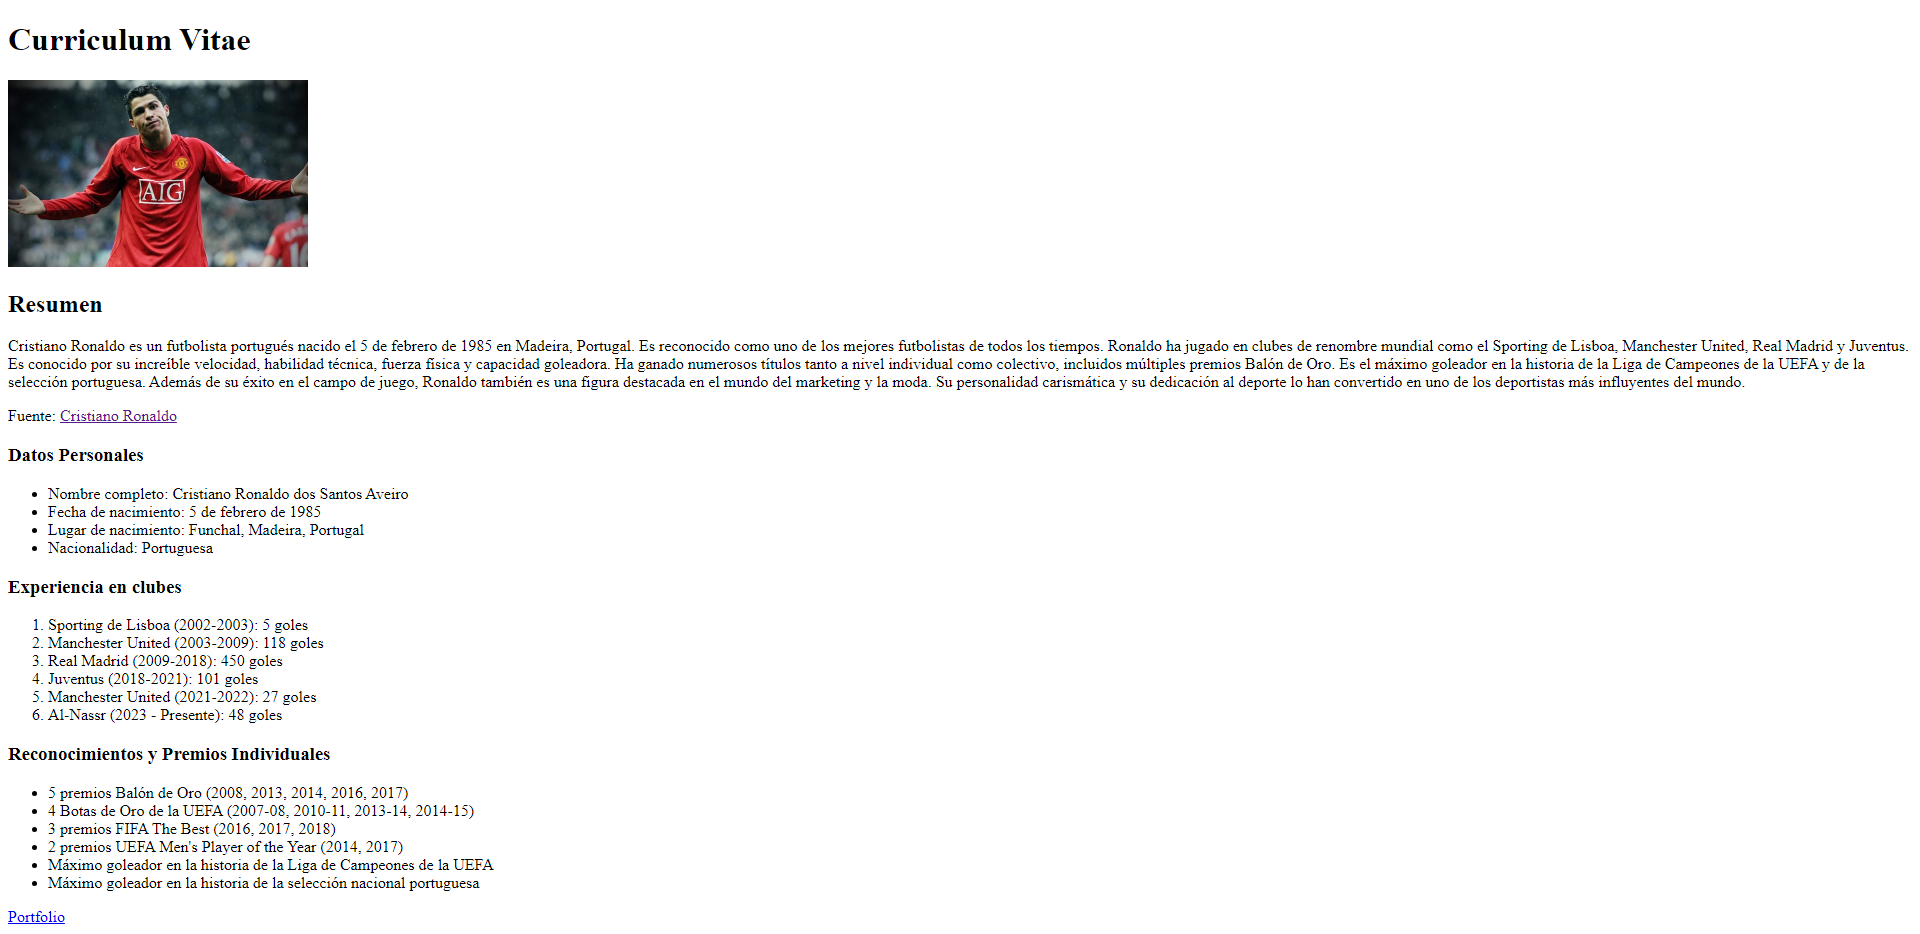 Curriculum Vitae
AIG
Resumen
Cristiano Ronaldo es un futbolista portugués nacido el 5 de febrero de 1985 en Madeira, Portugal. Es reconocido como uno de los mejores futbolistas de todos los tiempos. Ronaldo ha jugado en clubes de renombre mundial como el Sporting de Lisboa, Manchester United, Real Madrid y Juventus.
Es conocido por su increíble velocidad, habilidad técnica, fuerza física y capacidad goleadora. Ha ganado numerosos títulos tanto a nivel individual como colectivo, incluidos múltiples premios Balón de Oro. Es el máximo goleador en la historia de la Liga de Campeones de la UEFA y de la
selección portuguesa. Además de su éxito en el campo de juego, Ronaldo también es una figura destacada en el mundo del marketing y la moda. Su personalidad carismática y su dedicación al deporte lo han convertido en uno de los deportistas más influyentes del mundo.
Fuente: Cristiano Ronaldo
Datos Personales
• Nombre completo: Cristiano Ronaldo dos Santos Aveiro
• Fecha de nacimiento: 5 de febrero de 1985
• Lugar de nacimiento: Funchal, Madeira, Portugal
• Nacionalidad: Portuguesa
Experiencia en clubes
1. Sporting de Lisboa (2002-2003): 5 goles
2. Manchester United (2003-2009): 118 goles
3. Real Madrid (2009-2018): 450 goles
4. Juventus (2018-2021): 101 goles
5. Manchester United (2021-2022): 27 goles
6. Al-Nassr (2023 - Presente): 48 goles
Reconocimientos y Premios Individuales
• 5 premios Balón de Oro (2008, 2013, 2014, 2016, 2017)
• 4 Botas de Oro de la UEFA (2007-08, 2010-11, 2013-14, 2014-15)
• 3 premios FIFA The Best (2016, 2017, 2018)
• 2 premios UEFA Men's Player of the Year (2014, 2017)
• Máximo goleador en la historia de la Liga de Campeones de la UEFA
• Máximo goleador en la historia de la selección nacional portuguesa
Portfolio